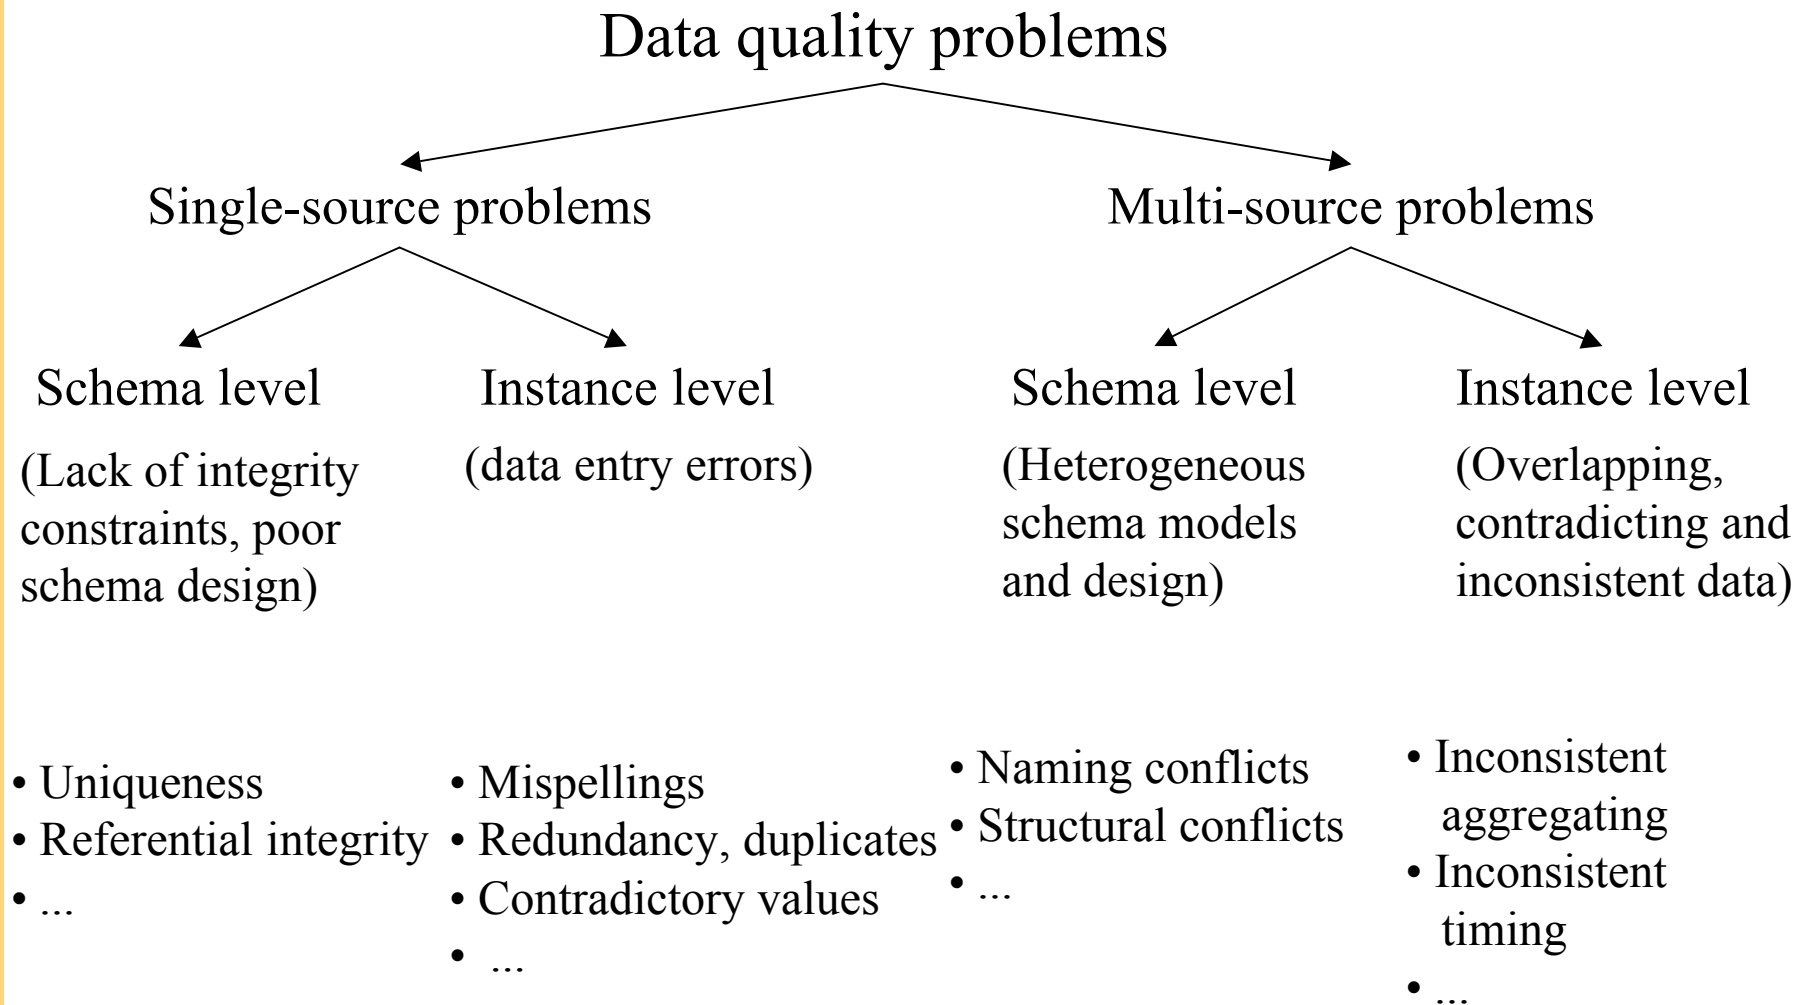 Data quality problems
Single-source problems
Multi-source problems
Schema level
(Lack of integrity
constraints, poor
schema design)
• Uniqueness
• Referential integrity
• ...
Instance level
(data entry errors)
• Mispellings
• Redundancy, duplicates
• Contradictory values
• ...
Schema level
(Heterogeneous
schema models
and design)
• Naming conflicts
• Structural conflicts
• ...
Instance level
(Overlapping,
contradicting and
inconsistent data)
• Inconsistent
aggregating
• Inconsistent
timing
• ...